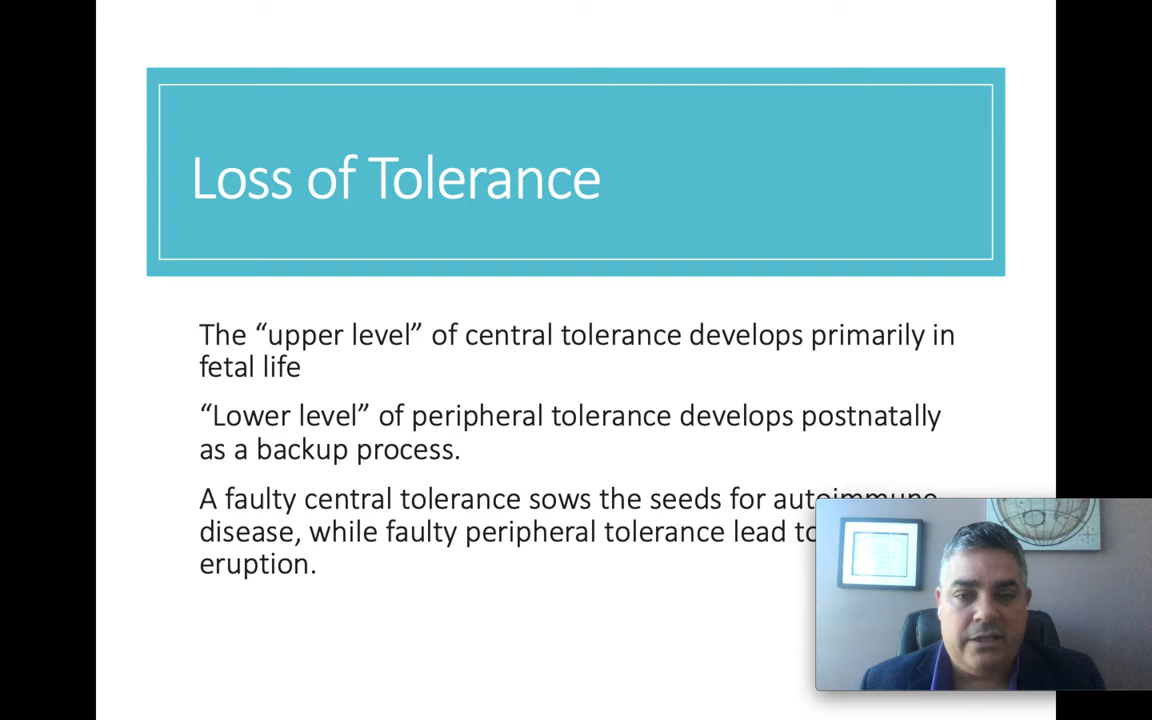 Loss of Tolerance
The “upper level” of central tolerance develops primarily in
fetal life
“Lower level” of peripheral tolerance develops postnatally
as a backup process.
A faulty central tolerance sows the seeds for autoimmune
disease, while faulty peripheral tolerance lead to
eruption.